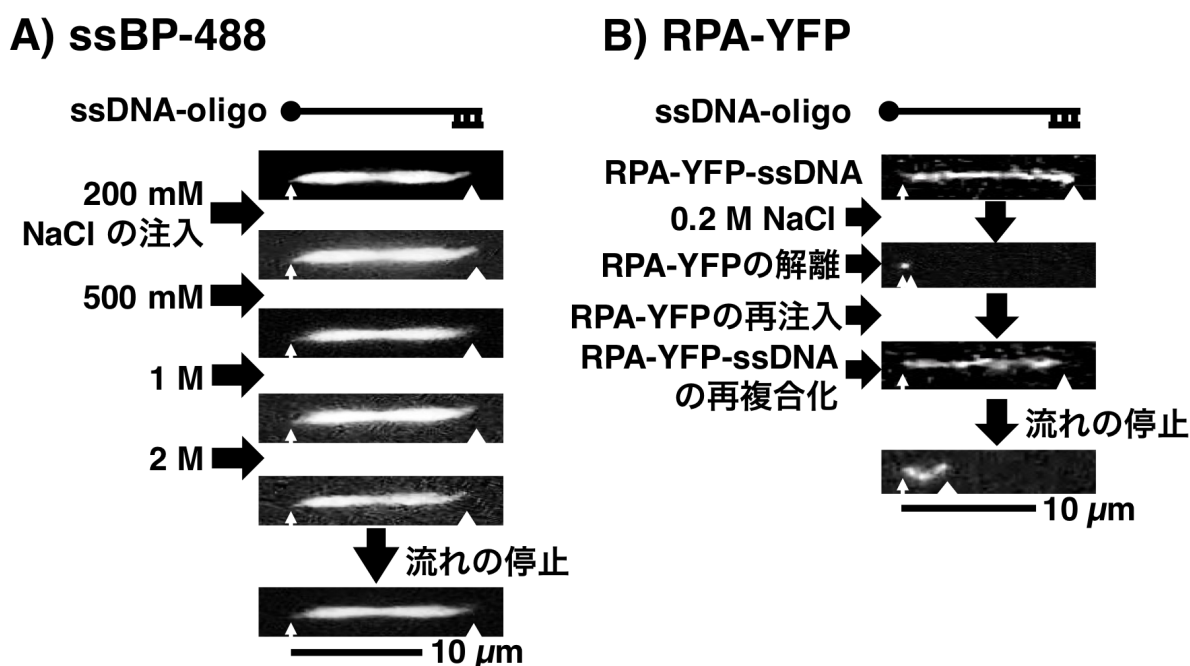 A) ssBP-488
ssDNA-oligo
200 mM
NaCl の注入
500 mM
1 M
2 M
流れの停止
10 µm
B) RPA-YFP
ssDNA-oligo
RPA-YFP-ssDNA
0.2 M NaCl
RPA-YFPの解離
RPA-YFPの再注入
RPA-YFP-ssDNA
の再複合化
流れの停止
10 µm